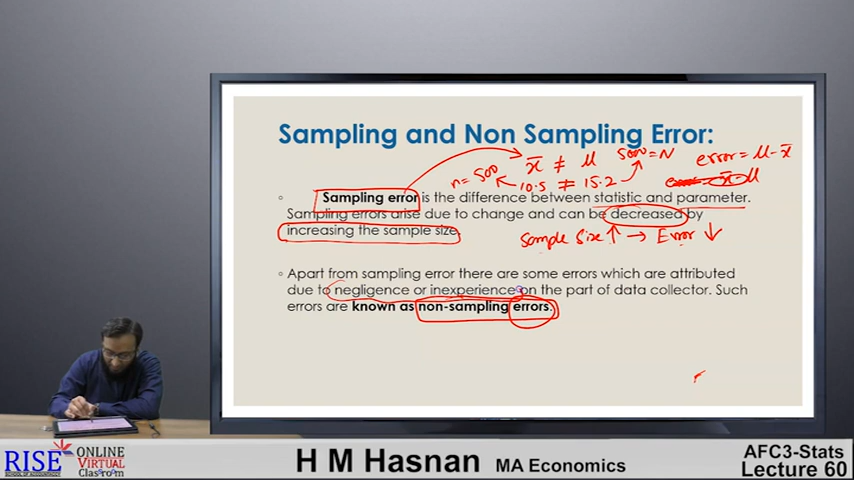 Sampling and Non Sampling Error:
x̄ ≠ μ
5000 = N
error = μ - x̄
n = 500
10.5 ≠ 15.2
x̄ - μ
Sampling error is the difference between statistic and parameter.
Sampling errors arise due to change and can be decreased by
increasing the sample size.
Sample Size ↑ → Error ↓
Apart from sampling error there are some errors which are attributed
due to negligence or inexperience on the part of data collector. Such
errors are known as non-sampling errors.
RISE
SCHOOL OF ACCOUNTANCY
ONLINE
VIRTUAL
Classroom
H M Hasnan MA Economics
AFC3-Stats
Lecture 60